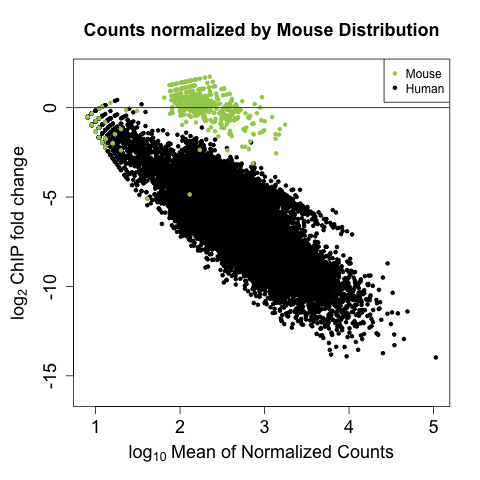 Counts normalized by Mouse Distribution
Mouse
Human
0
-5
-10
-15
log2 ChIP fold change
1 2 3 4 5
log10 Mean of Normalized Counts